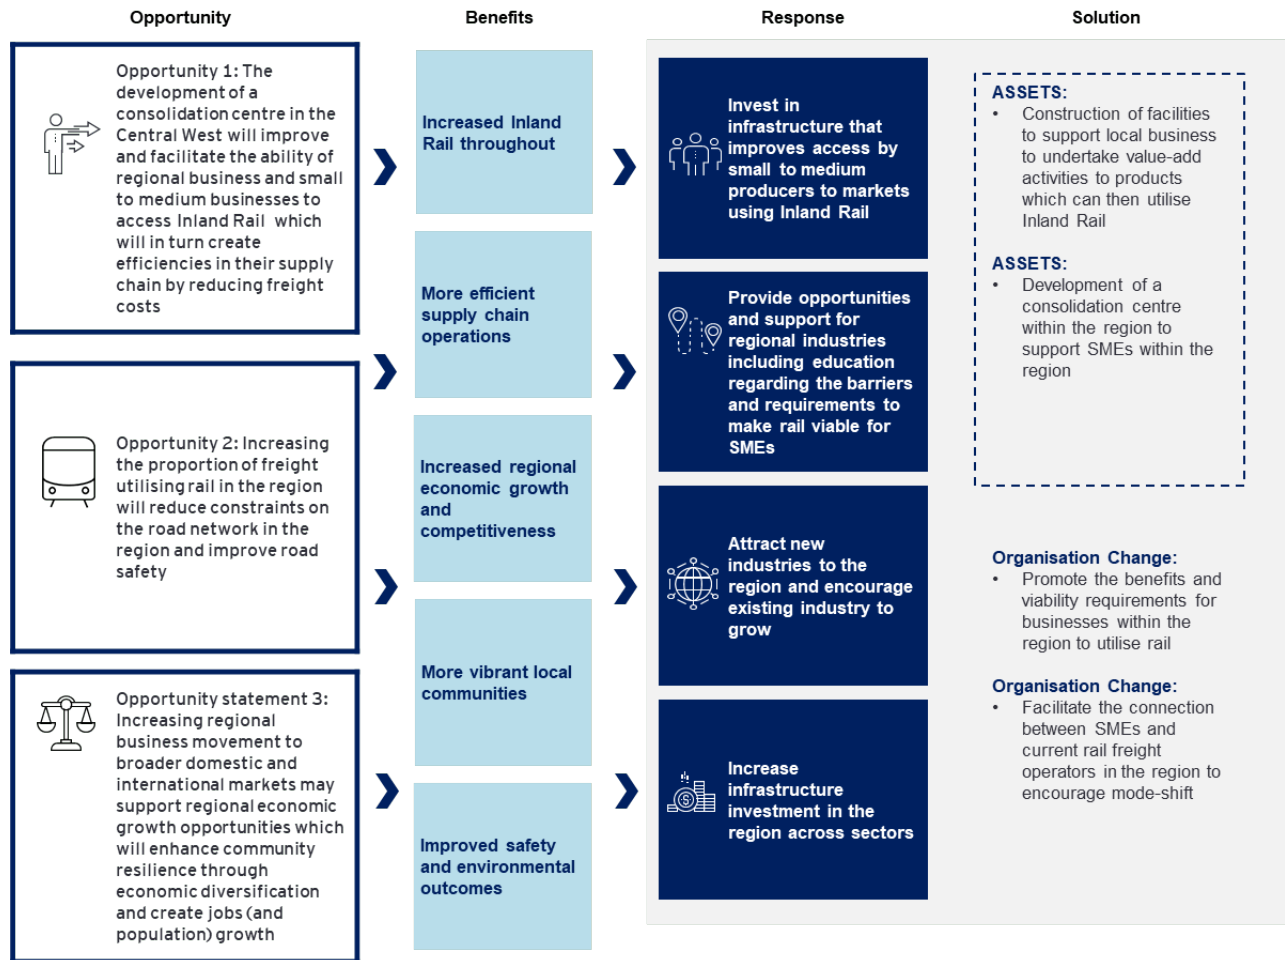 Opportunity
Benefits
Response
Solution
Opportunity 1: The
development of a
consolidation centre in the
Central West will improve
and facilitate the ability of
regional business and small
to medium businesses to
access Inland Rail which
will in turn create
efficiencies in their supply
chain by reducing freight
costs
Opportunity 2: Increasing
the proportion of freight
utilising rail in the region
will reduce constraints on
the road network in the
region and improve road
safety
Opportunity statement 3:
Increasing regional
business movement to
broader domestic and
international markets may
support regional economic
growth opportunities which
will enhance community
resilience through
economic diversification
and create jobs (and
population) growth
Increased Inland
Rail throughout
More efficient
supply chain
operations
Increased regional
economic growth
and
competitiveness
More vibrant local
communities
Improved safety
and environmental
outcomes
Invest in
infrastructure that
improves access by
small to medium
producers to markets
using Inland Rail
Provide opportunities
and support for
regional industries
including education
regarding the barriers
and requirements to
make rail viable for
SMEs
Attract new
industries to the
region and encourage
existing industry to
grow
Increase
infrastructure
investment in the
region across sectors
ASSETS:
• Construction of facilities
to support local business
to undertake value-add
activities to products
which can then utilise
Inland Rail
ASSETS:
• Development of a
consolidation centre
within the region to
support SMEs within the
region
Organisation Change:
• Promote the benefits and
viability requirements for
businesses within the
region to utilise rail
Organisation Change:
• Facilitate the connection
between SMEs and
current rail freight
operators in the region to
encourage mode-shift